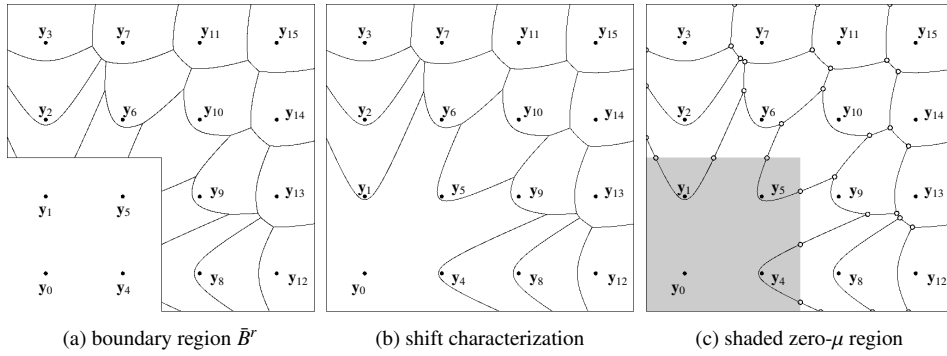 y3 y7 y11 y15
y2 y6 y10 y14
y1 y5 y9 y13
y0 y4 y8 y12
(a) boundary region B̄ʳ
y3 y7 y11 y15
y2 y6 y10 y14
y1 y5 y9 y13
y0 y4 y8 y12
(b) shift characterization
y3 y7 y11 y15
y2 y6 y10 y14
y1 y5 y9 y13
y0 y4 y8 y12
(c) shaded zero-μ region